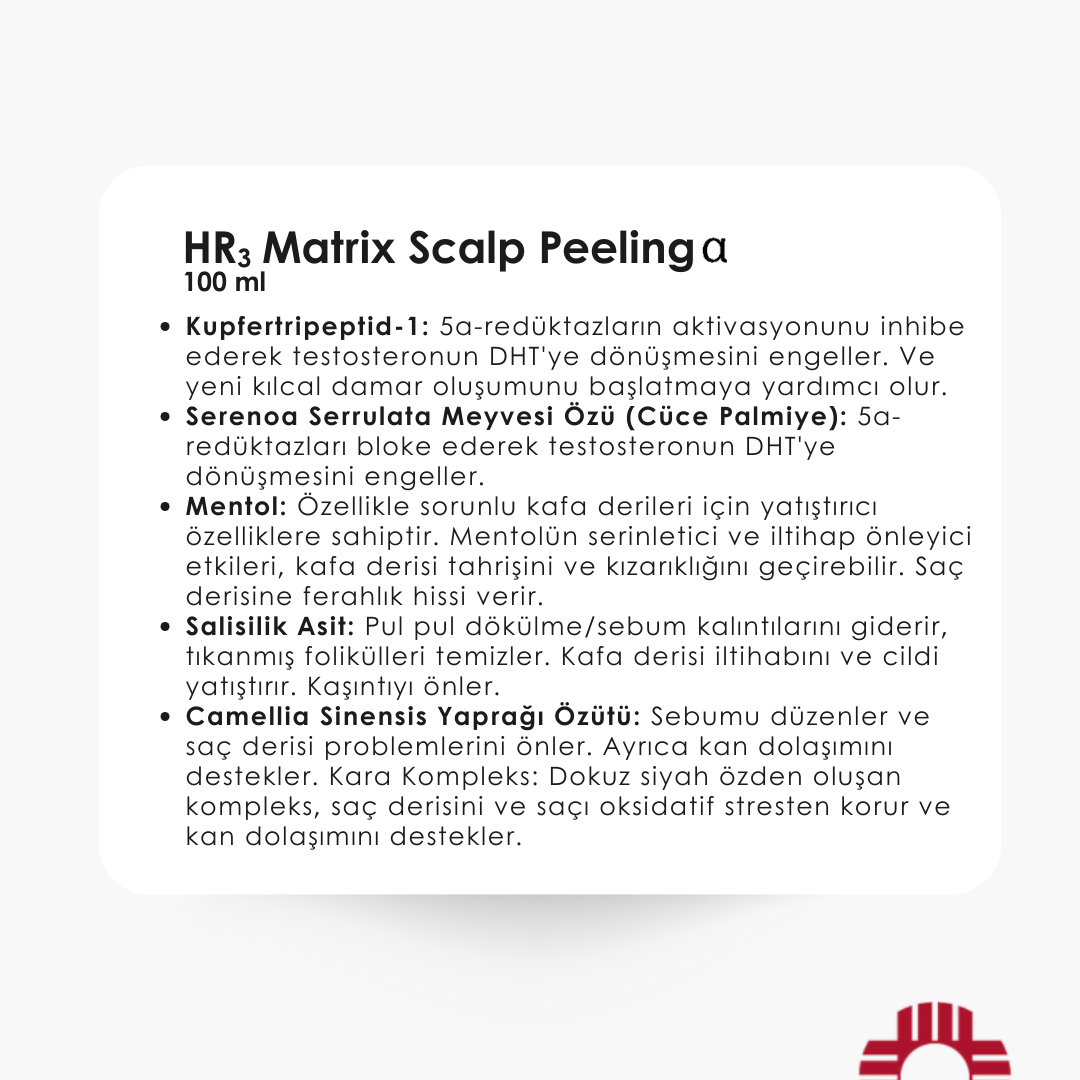 HR₃ Matrix Scalp Peeling α
100 ml
• Kupfertripeptid-1: 5a-redüktazların aktivasyonunu inhibe
ederek testosteronun DHT'ye dönüşmesini engeller. Ve
yeni kılcal damar oluşumunu başlatmaya yardımcı olur.
• Serenoa Serrulata Meyvesi Özü (Cüce Palmiye): 5a-
redüktazları bloke ederek testosteronun DHT'ye
dönüşmesini engeller.
• Mentol: Özellikle sorunlu kafa derileri için yatıştırıcı
özelliklere sahiptir. Mentolün serinletici ve iltihap önleyici
etkileri, kafa derisi tahrişini ve kızarıklığını geçirebilir. Saç
derisine ferahlık hissi verir.
• Salisilik Asit: Pul pul dökülme/sebum kalıntılarını giderir,
tıkanmış folikülleri temizler. Kafa derisi iltihabını ve cildi
yatıştırır. Kaşıntıyı önler.
• Camellia Sinensis Yaprağı Özütü: Sebumu düzenler ve
saç derisi problemlerini önler. Ayrıca kan dolaşımını
destekler. Kara Kompleks: Dokuz siyah özden oluşan
kompleks, saç derisini ve saçı oksidatif stresten korur ve
kan dolaşımını destekler.